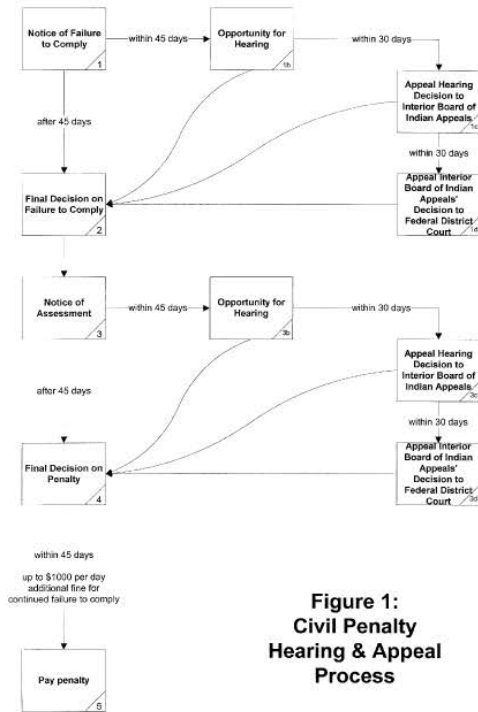 Notice of Failure
to Comply
1
within 45 days
Opportunity for
Hearing
1b
within 30 days
Appeal Hearing
Decision to
Interior Board of
Indian Appeals
1c
after 45 days
within 30 days
Final Decision on
Failure to Comply
2
Appeal Interior
Board of Indian
Appeals'
Decision to
Federal District
Court
1d
Notice of
Assessment
3
within 45 days
Opportunity for
Hearing
3b
within 30 days
Appeal Hearing
Decision to
Interior Board of
Indian Appeals
3c
after 45 days
within 30 days
Final Decision on
Penalty
4
Appeal Interior
Board of Indian
Appeals'
Decision to
Federal District
Court
3d
within 45 days
up to $1000 per day
additional fine for
continued failure to comply
Pay penalty
5
Figure 1:
Civil Penalty
Hearing & Appeal
Process